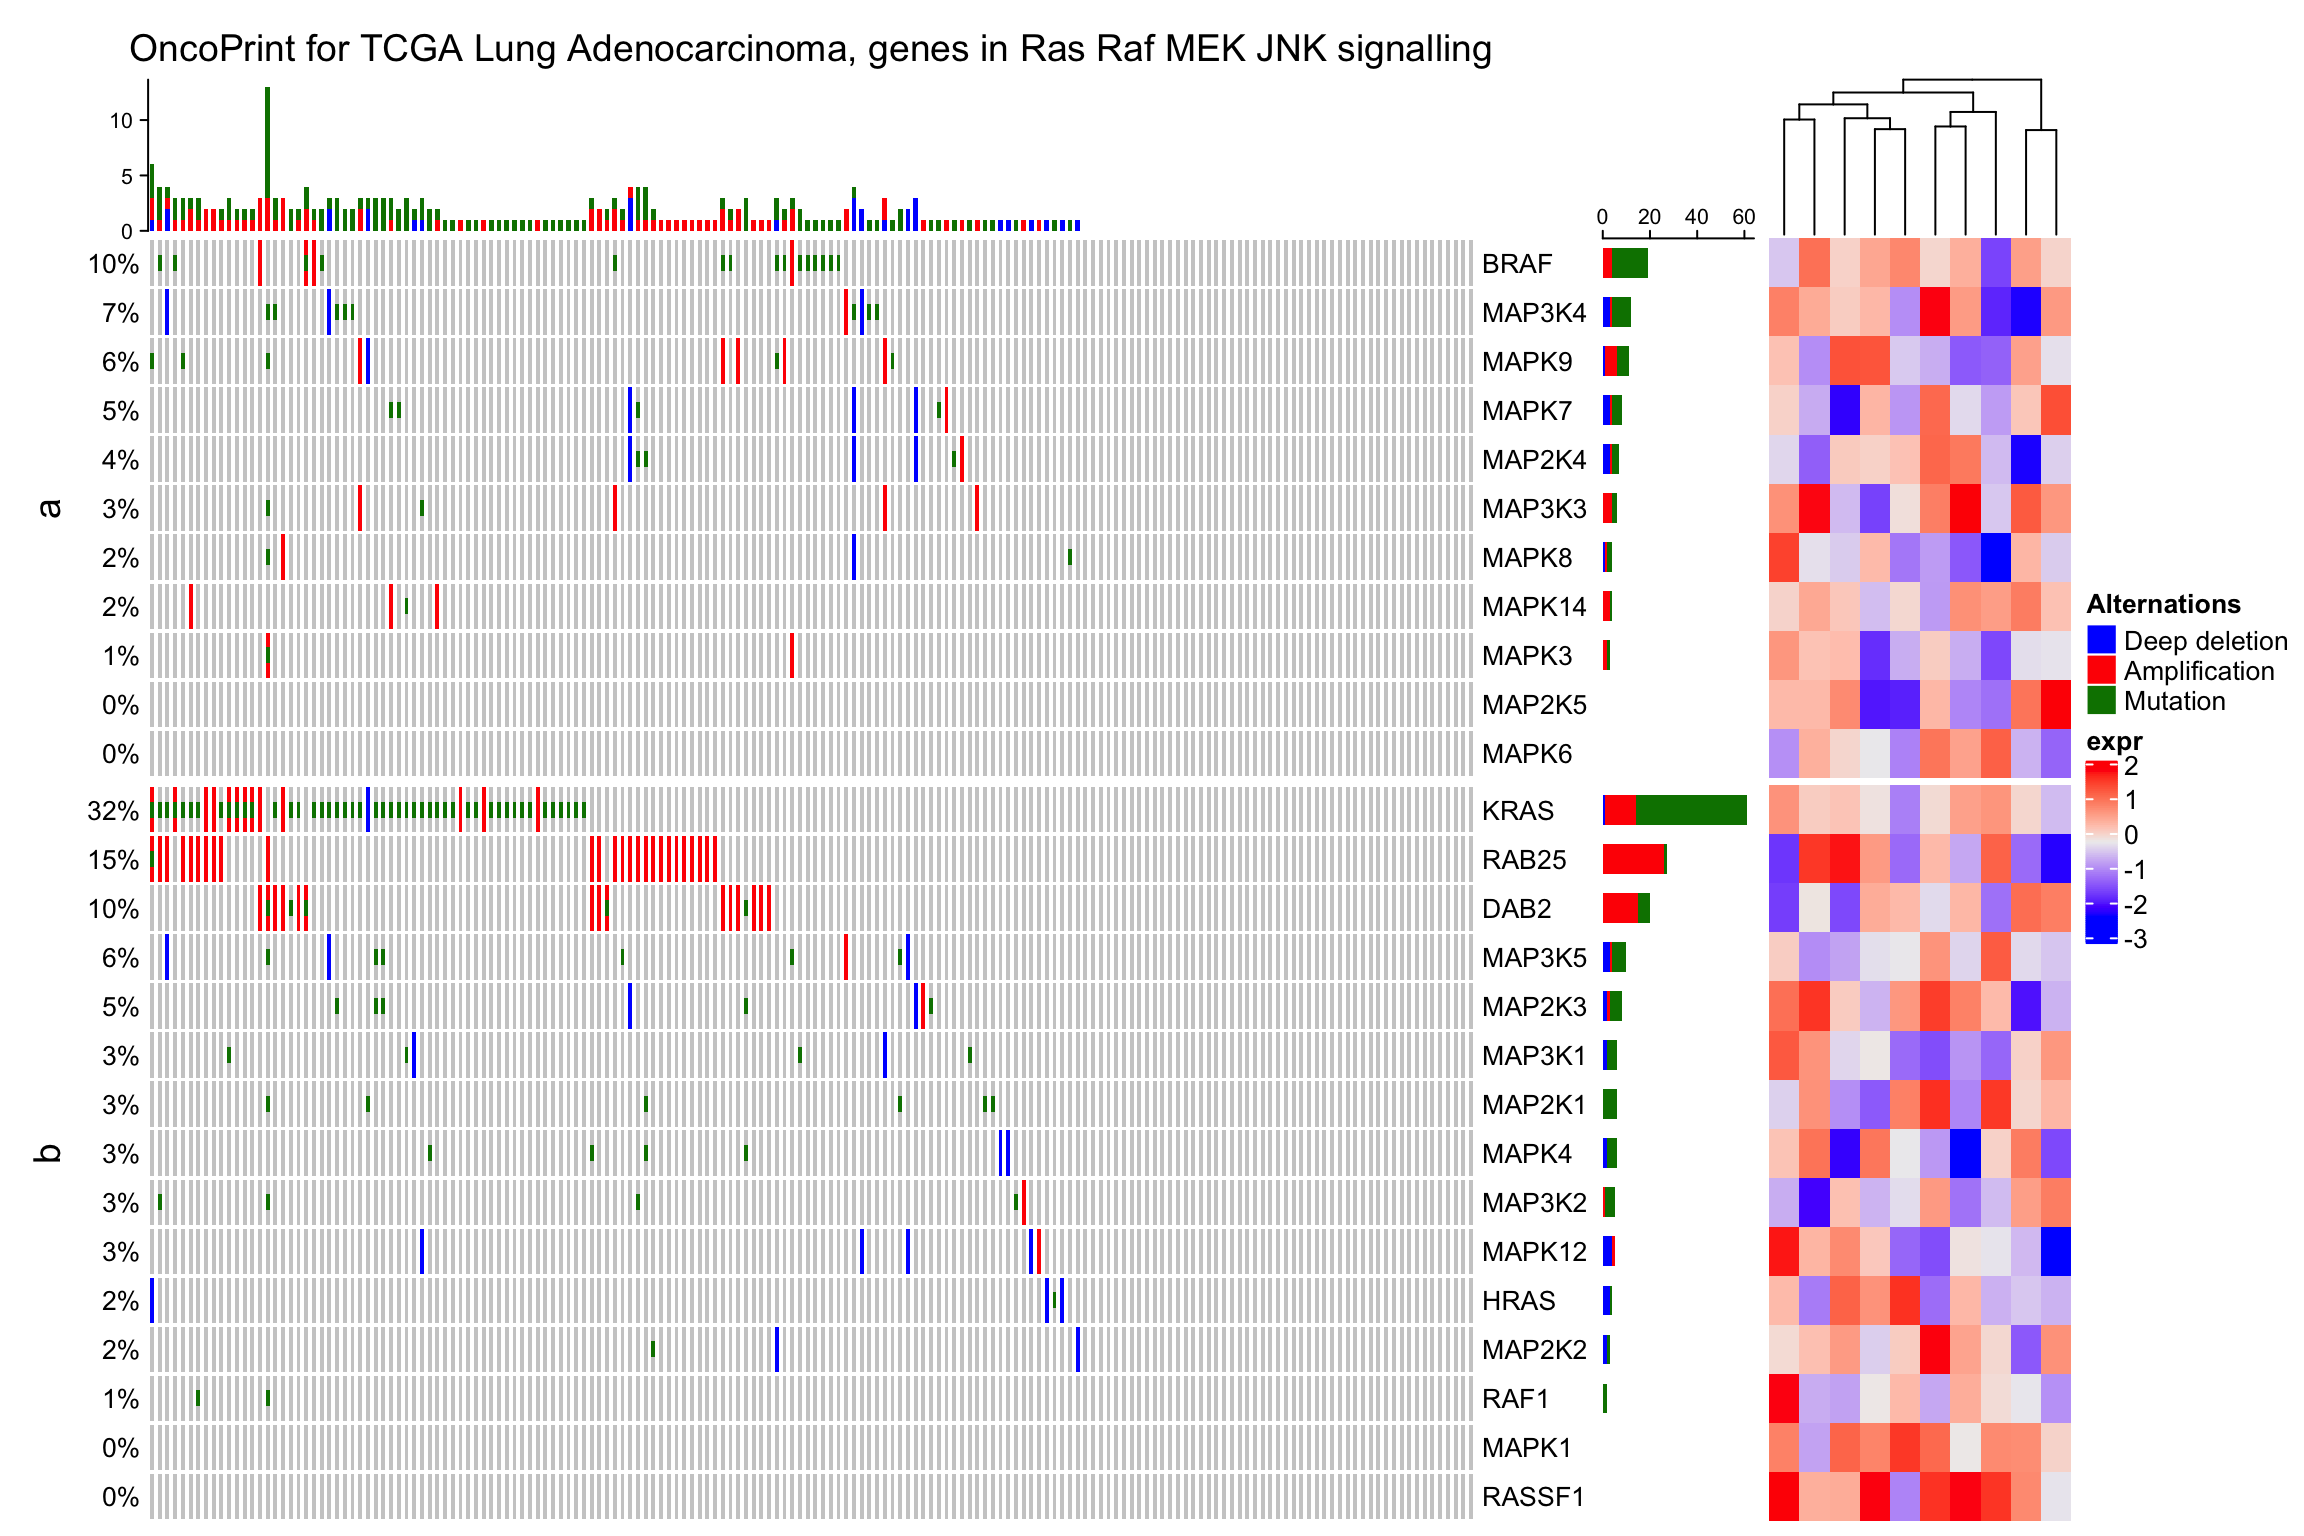 OncoPrint for TCGA Lung Adenocarcinoma, genes in Ras Raf MEK JNK signalling
10
5
0
0 20 40 60
a
10% BRAF
7% MAP3K4
6% MAPK9
5% MAPK7
4% MAP2K4
3% MAP3K3
2% MAPK8
2% MAPK14
1% MAPK3
0% MAP2K5
0% MAPK6
b
32% KRAS
15% RAB25
10% DAB2
6% MAP3K5
5% MAP2K3
3% MAP3K1
3% MAP2K1
3% MAPK4
3% MAP3K2
3% MAPK12
2% HRAS
2% MAP2K2
1% RAF1
0% MAPK1
0% RASSF1
Alternations
Deep deletion
Amplification
Mutation
expr
2
1
0
-1
-2
-3